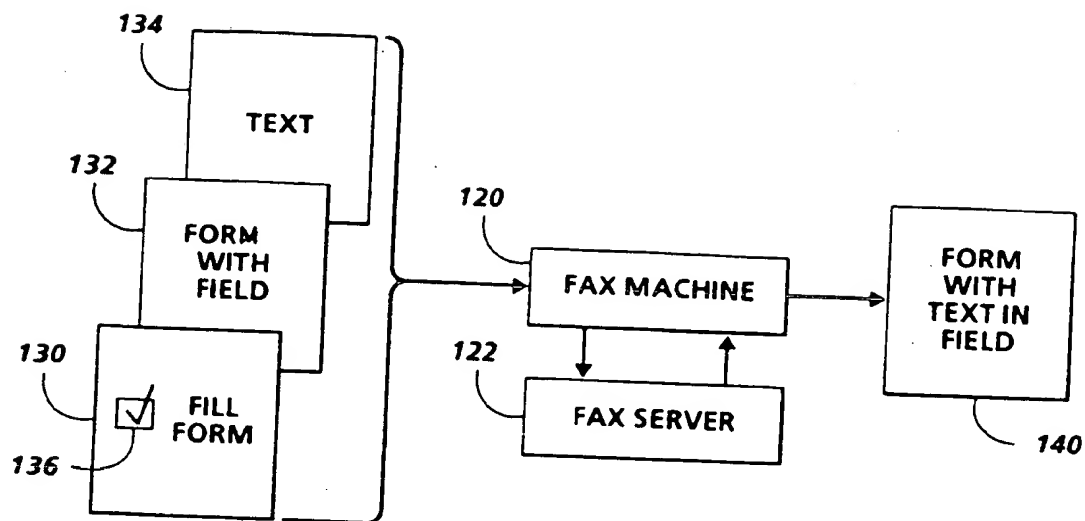 134
TEXT
132
FORM
WITH
FIELD
130
FILL
FORM
136
120
FAX MACHINE
122
FAX SERVER
FORM
WITH
TEXT IN
FIELD
140